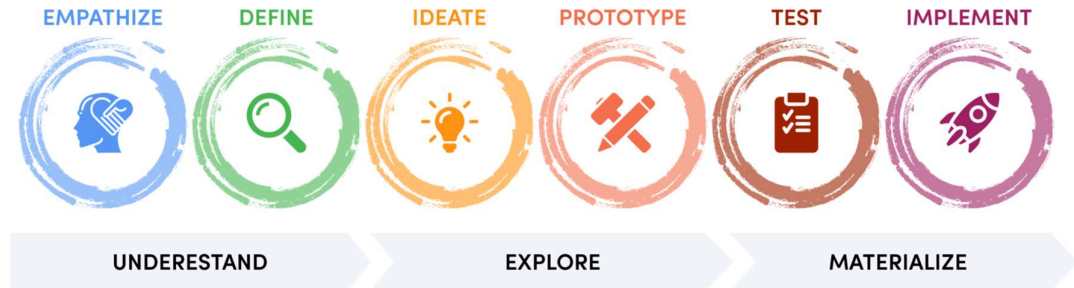 EMPATHIZE DEFINE IDEATE PROTOTYPE TEST IMPLEMENT
UNDERESTAND EXPLORE MATERIALIZE